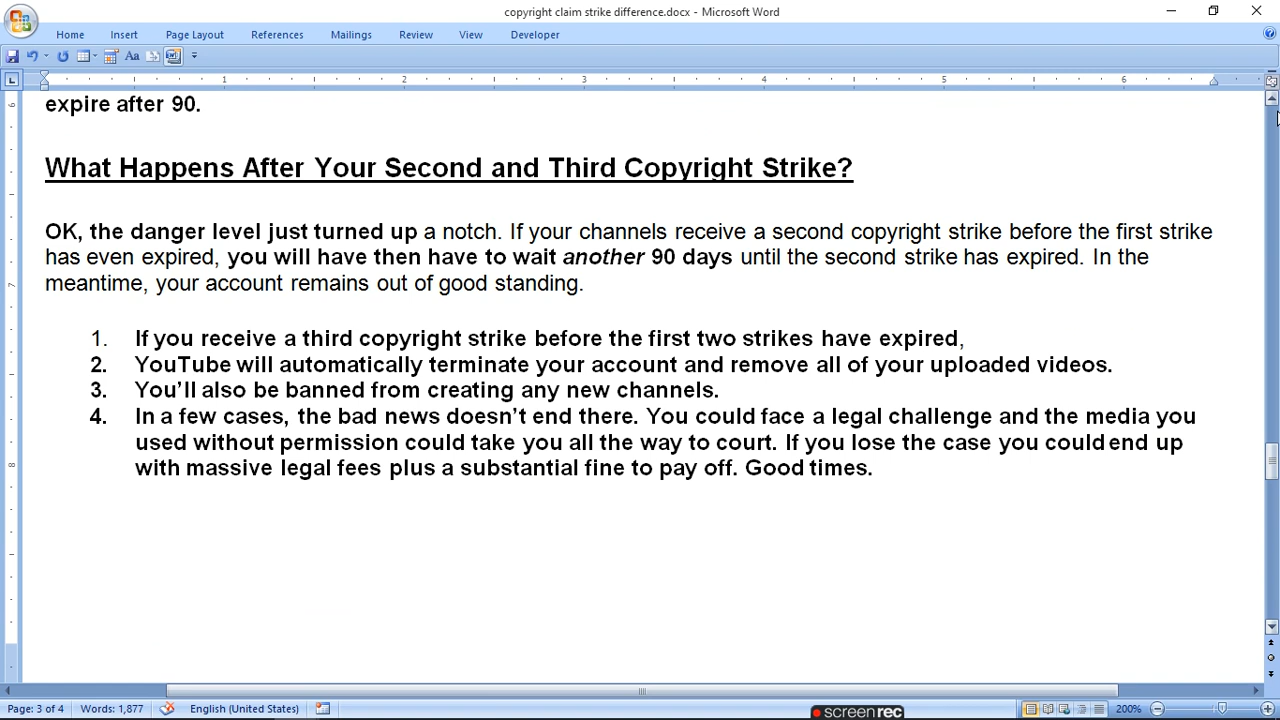 copyright claim strike difference.docx - Microsoft Word
Home Insert Page Layout References Mailings Review View Developer
Aa
1 2 3 4 5 6
expire after 90.
What Happens After Your Second and Third Copyright Strike?
OK, the danger level just turned up a notch. If your channels receive a second copyright strike before the first strike
has even expired, you will have then have to wait another 90 days until the second strike has expired. In the
meantime, your account remains out of good standing.
1. If you receive a third copyright strike before the first two strikes have expired,
2. YouTube will automatically terminate your account and remove all of your uploaded videos.
3. You’ll also be banned from creating any new channels.
4. In a few cases, the bad news doesn’t end there. You could face a legal challenge and the media you
used without permission could take you all the way to court. If you lose the case you could end up
with massive legal fees plus a substantial fine to pay off. Good times.
Page: 3 of 4 Words: 1,877 English (United States) 200%
screenrec